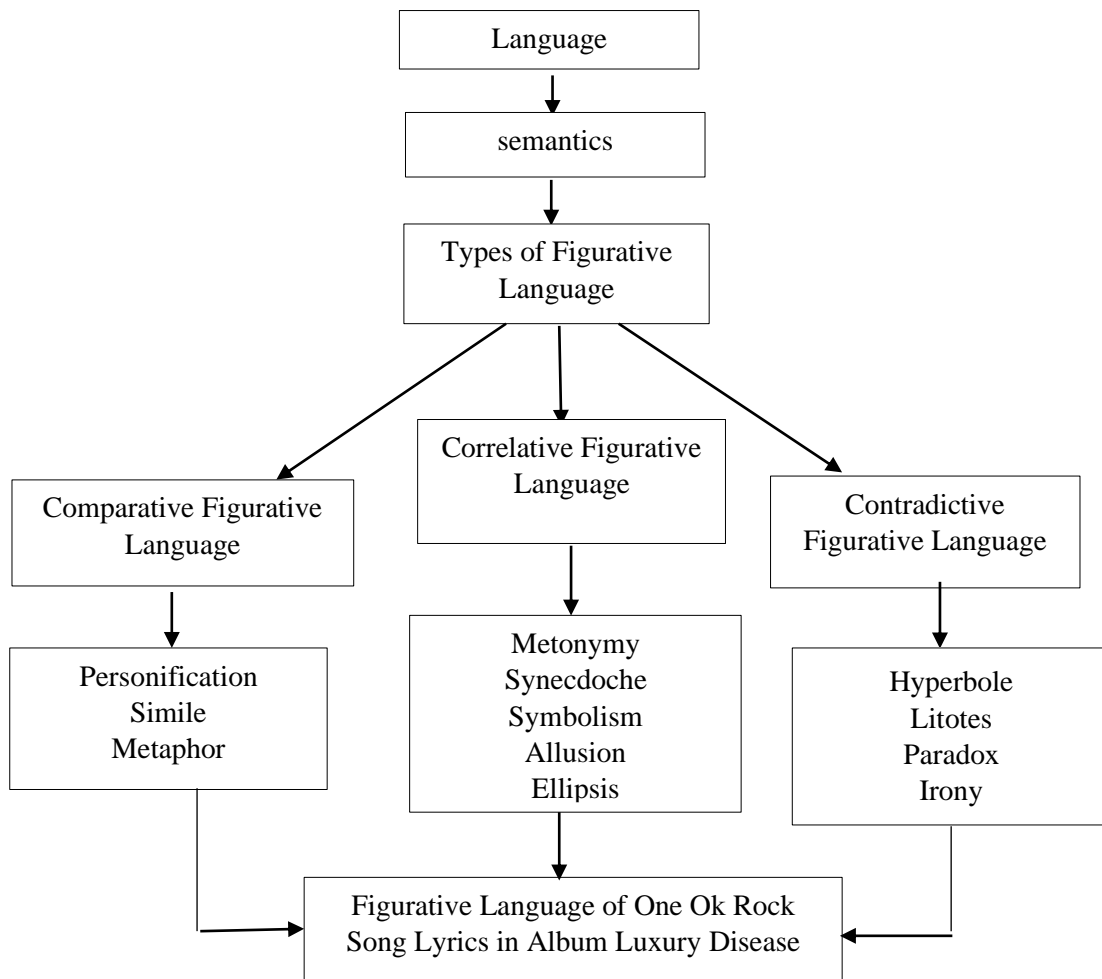 Language
semantics
Types of Figurative
Language
Comparative Figurative
Language
Correlative Figurative
Language
Contradictive
Figurative Language
Personification
Simile
Metaphor
Metonymy
Synecdoche
Symbolism
Allusion
Ellipsis
Hyperbole
Litotes
Paradox
Irony
Figurative Language of One Ok Rock
Song Lyrics in Album Luxury Disease